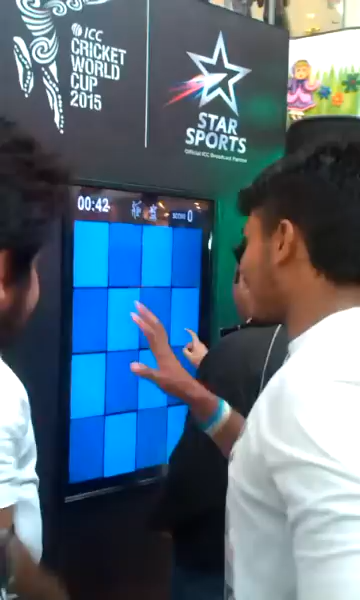 ICC
CRICKET
WORLD
CUP
2015
STAR
SPORTS
Official ICC Broadcast Partner
00:42
SCORE 0